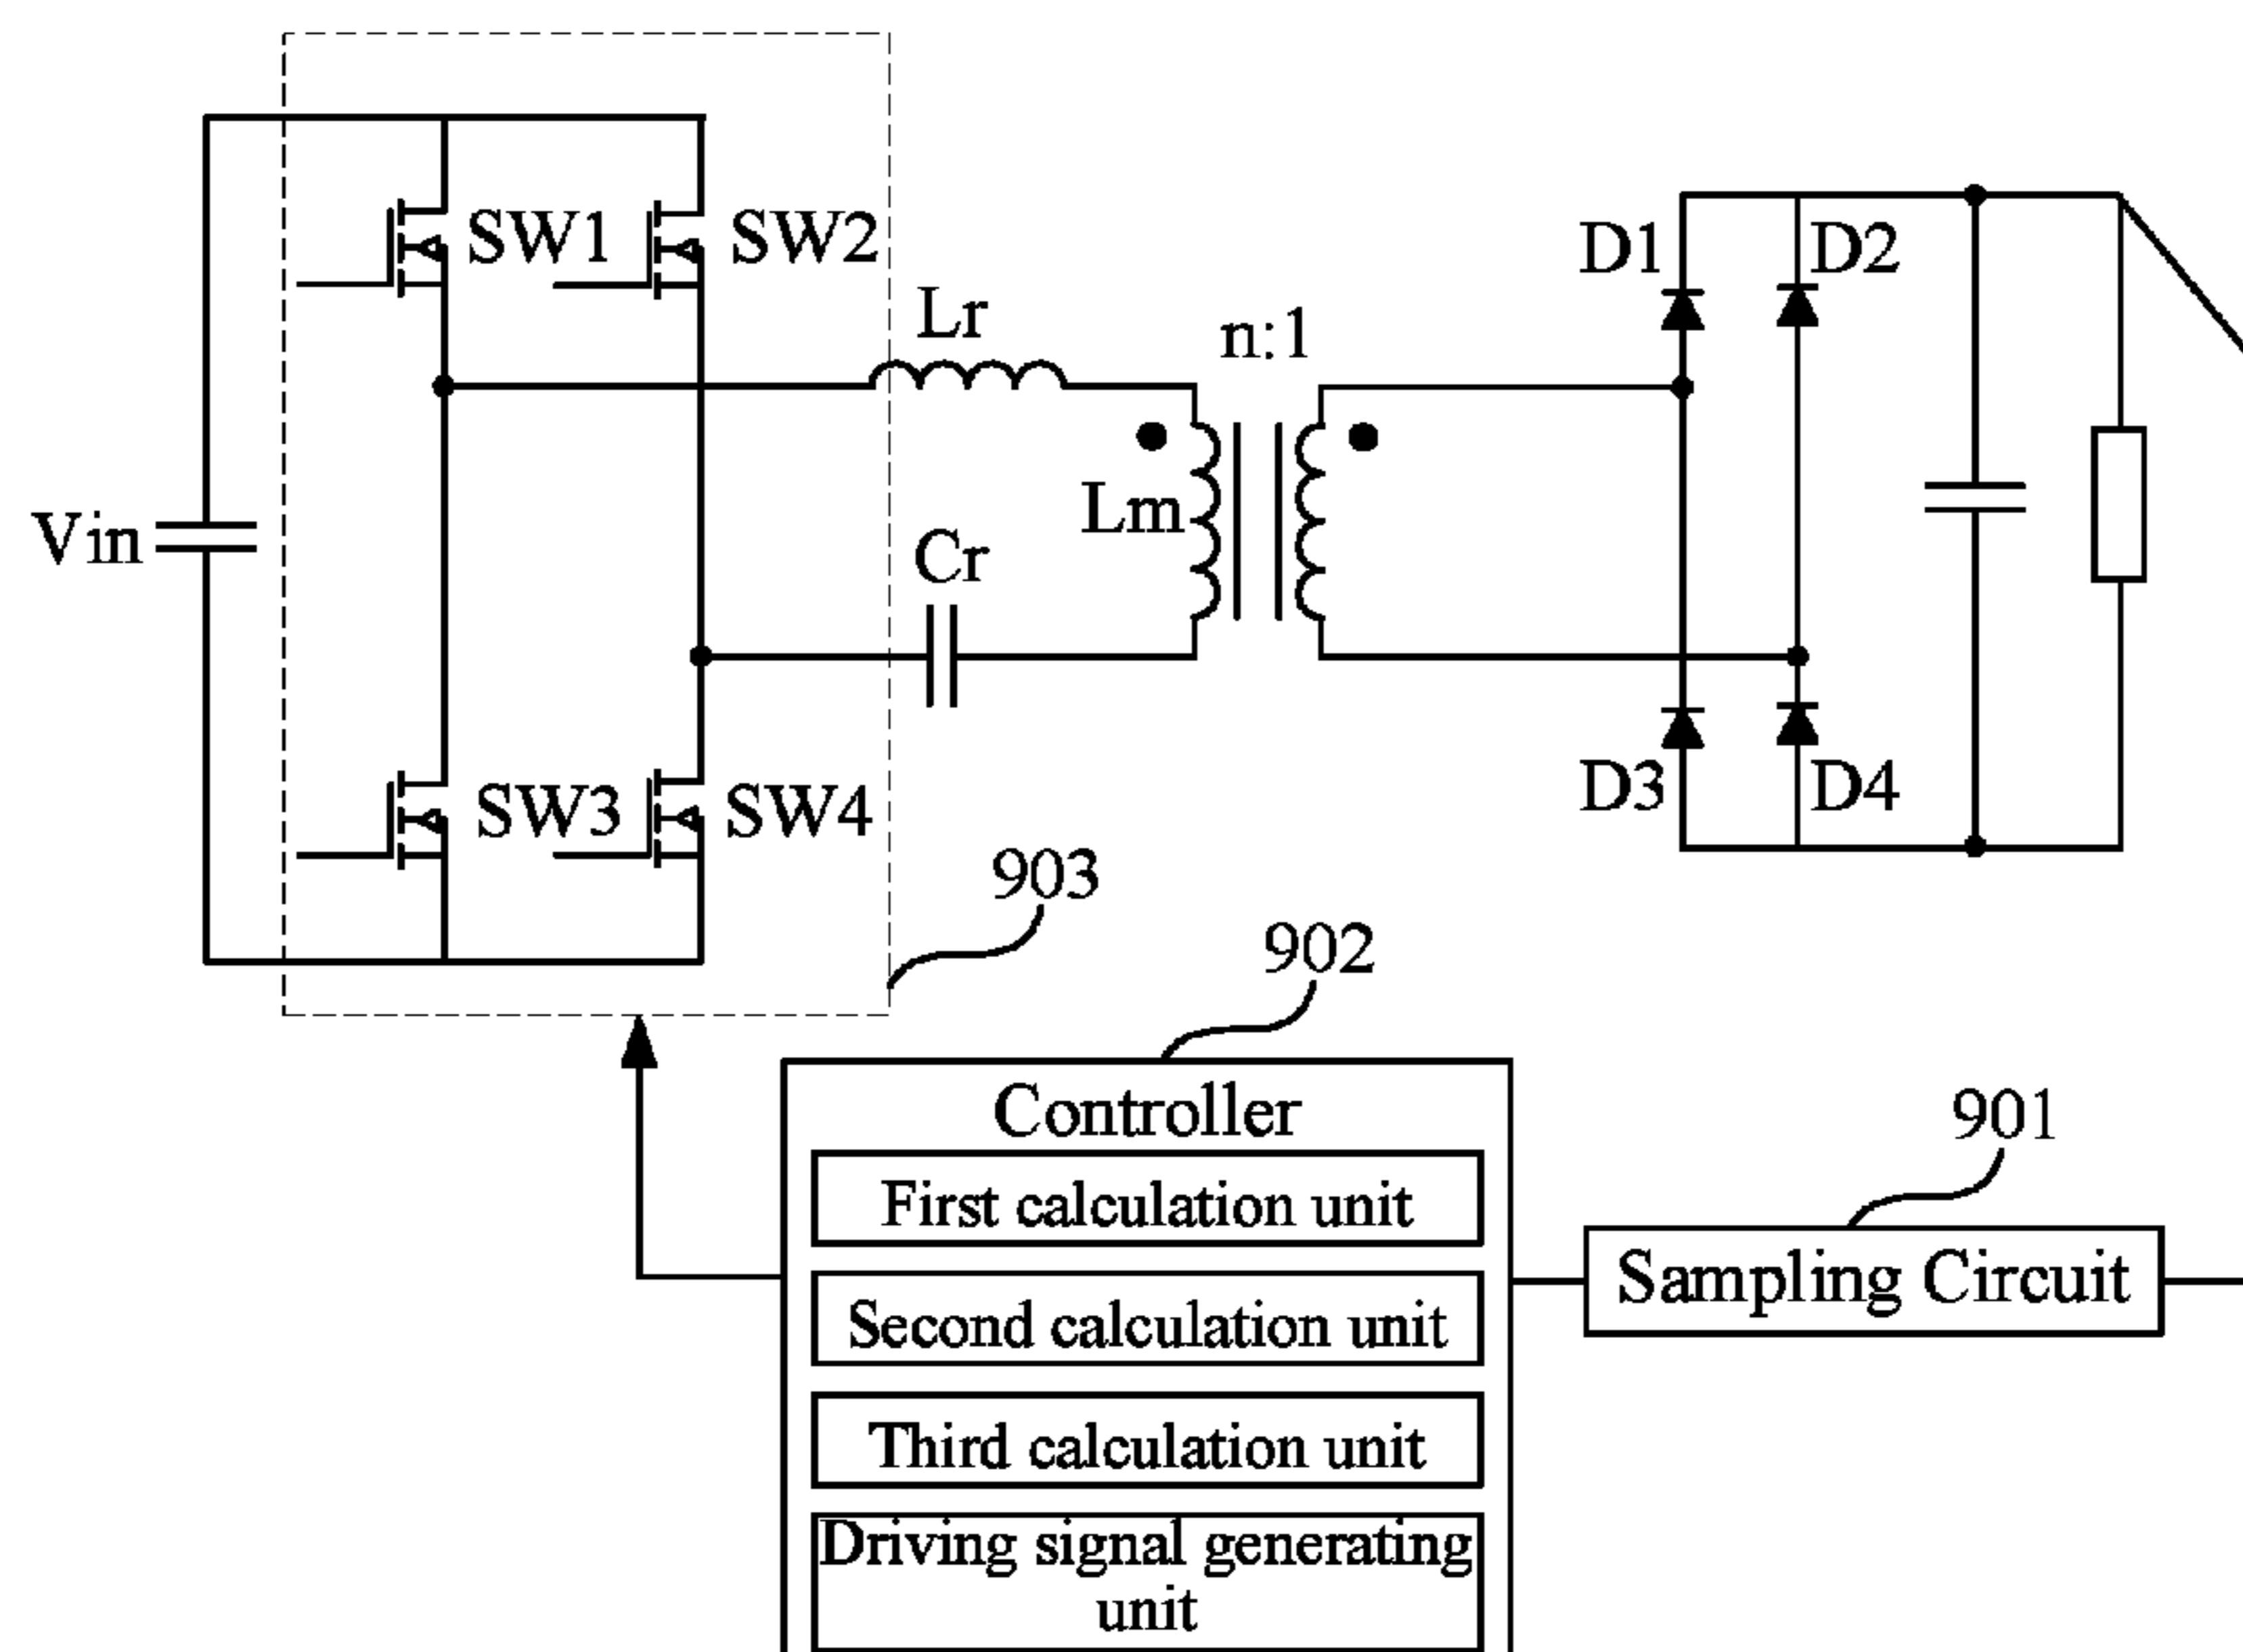 SW1
SW2
D1
D2
Lr
n:1
Vin
Lm
Cr
SW3
SW4
D3
D4
903
902
Controller
901
First calculation unit
Second calculation unit
Sampling Circuit
Third calculation unit
Driving signal generating
unit